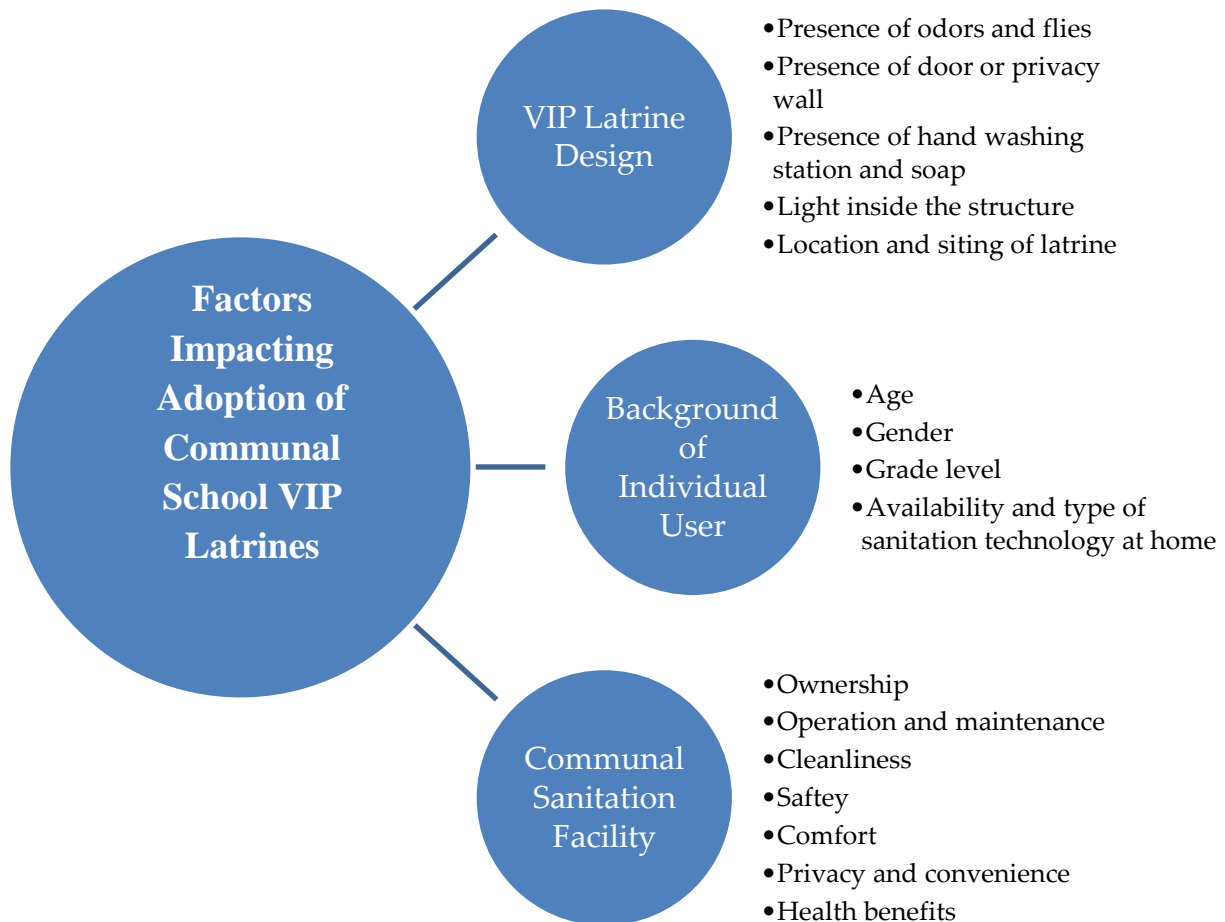 Factors
Impacting
Adoption of
Communal
School VIP
Latrines
VIP Latrine
Design
•Presence of odors and flies
•Presence of door or privacy
wall
•Presence of hand washing
station and soap
•Light inside the structure
•Location and siting of latrine
Background
of
Individual
User
•Age
•Gender
•Grade level
•Availability and type of
sanitation technology at home
Communal
Sanitation
Facility
•Ownership
•Operation and maintenance
•Cleanliness
•Saftey
•Comfort
•Privacy and convenience
•Health benefits